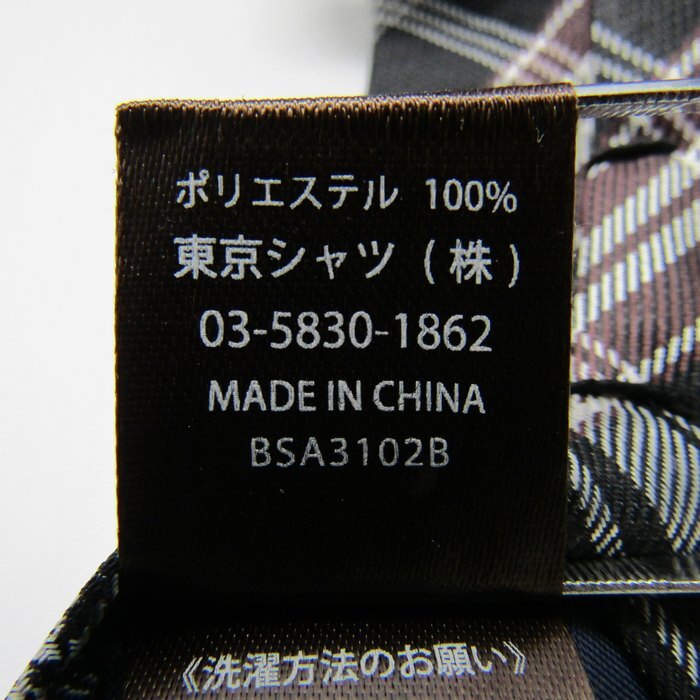 ポリエステル 100%
東京シャツ (株)
03-5830-1862
MADE IN CHINA
BSA3102B
《洗濯方法のお願い》